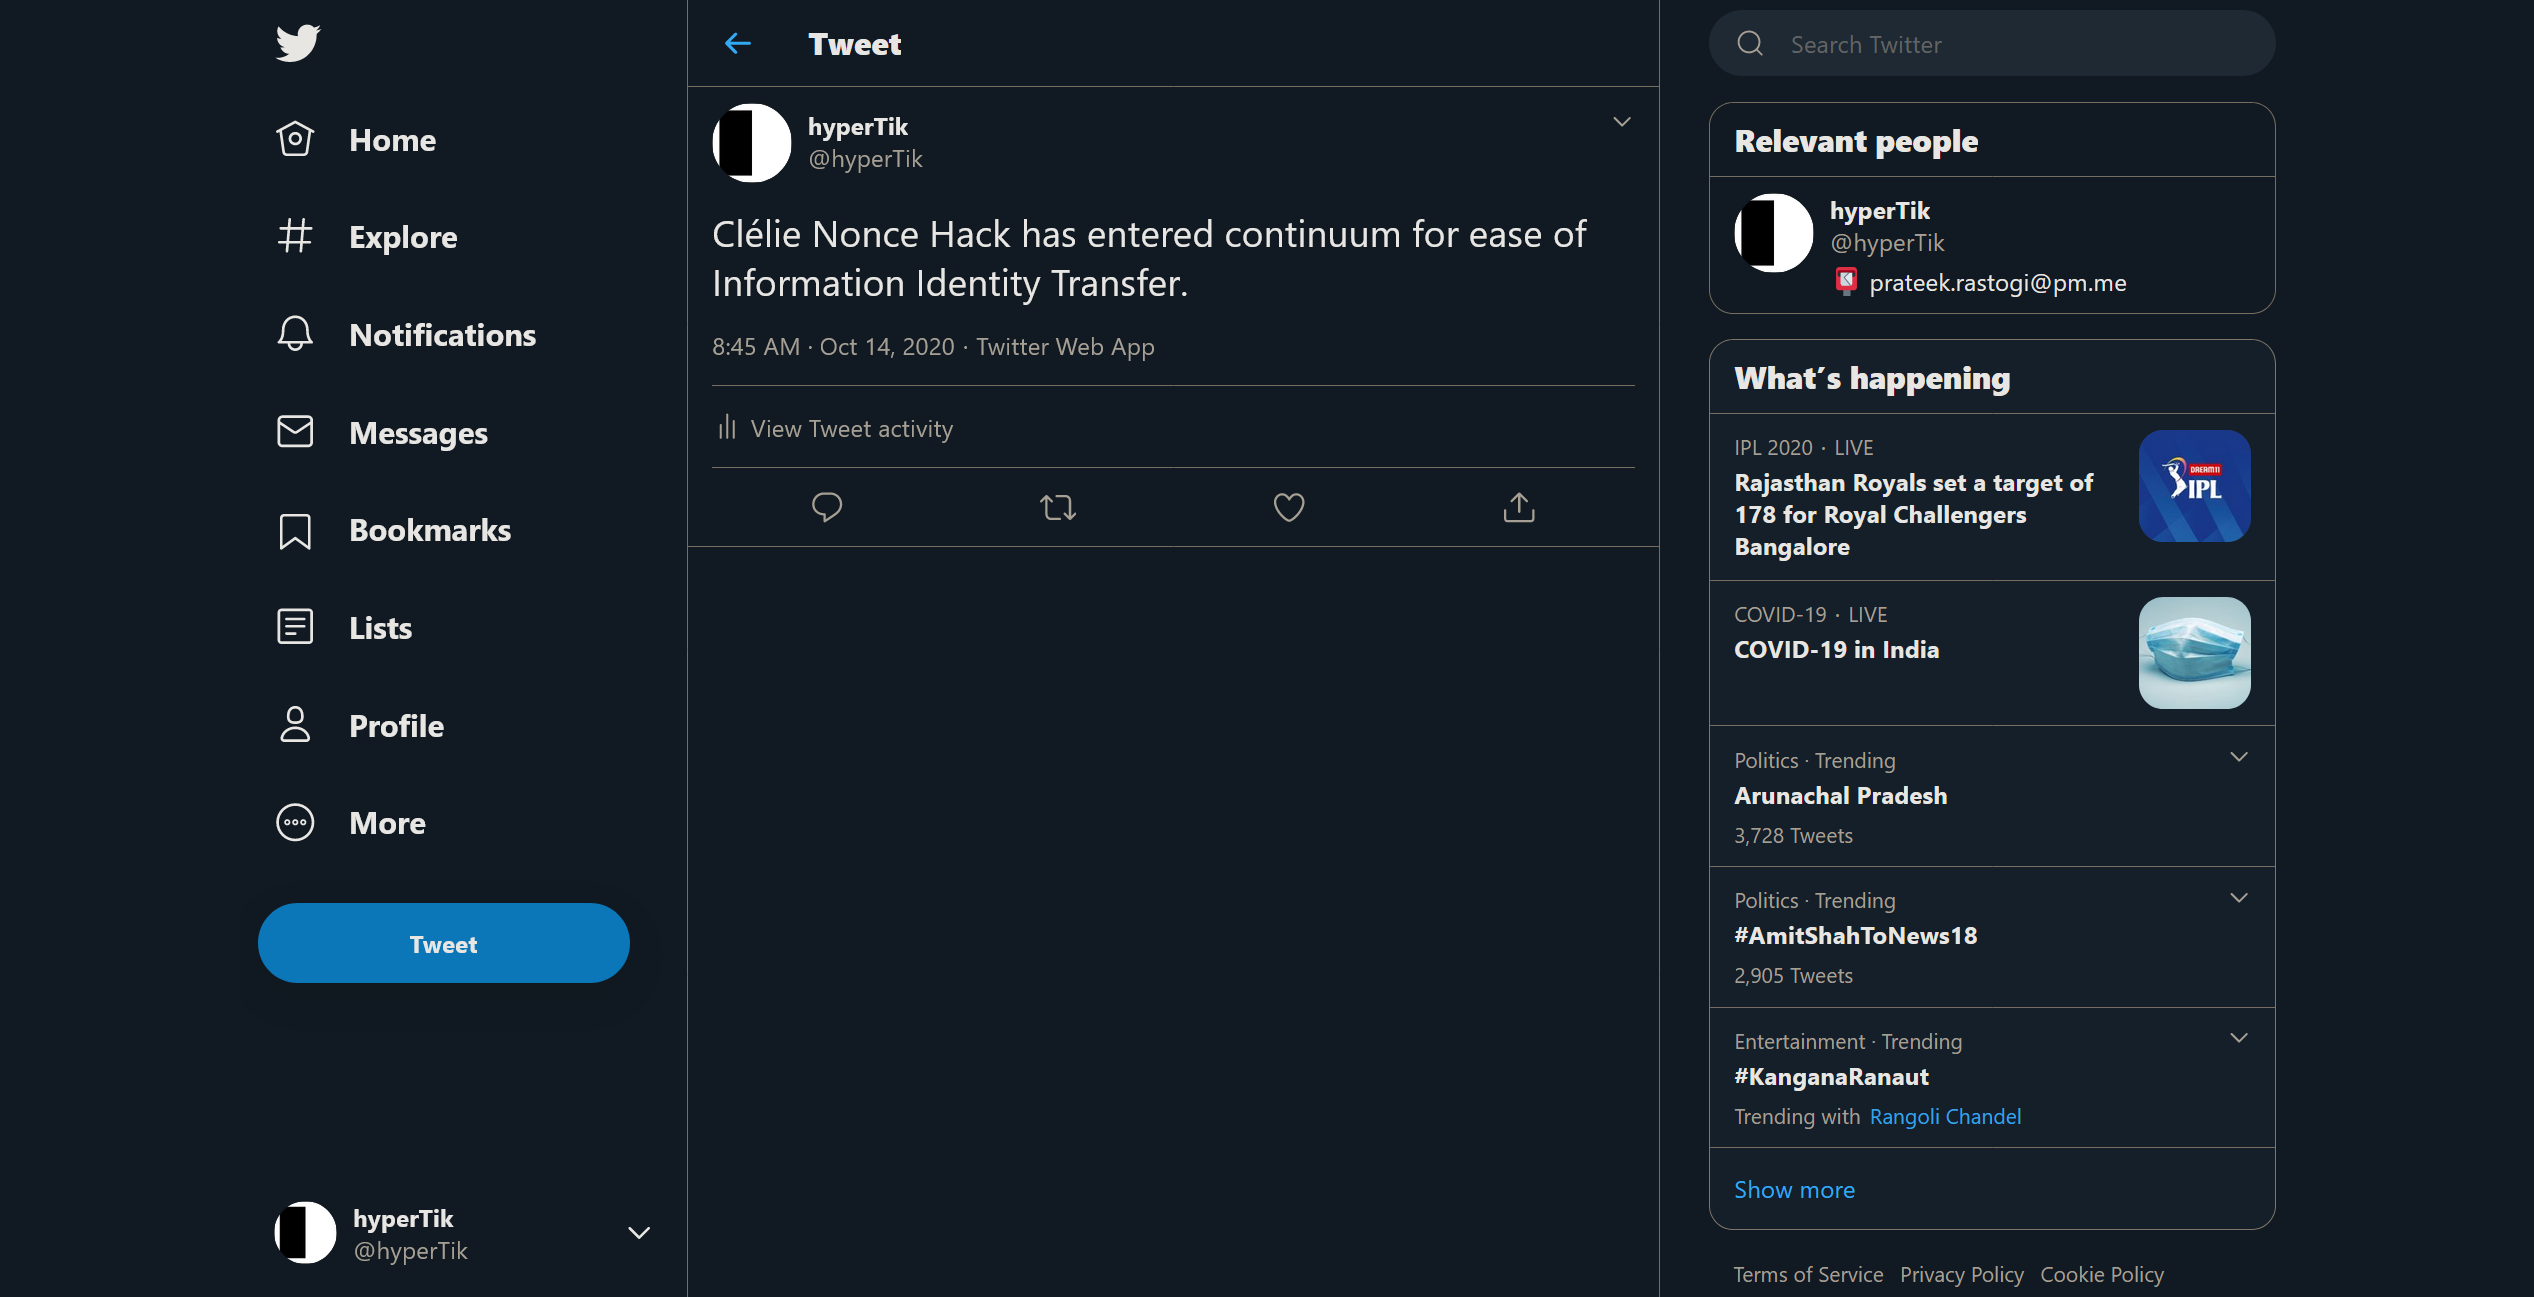 Home
Explore
Notifications
Messages
Bookmarks
Lists
Profile
More
Tweet
hyperTik
@hyperTik
Tweet
hyperTik
@hyperTik
Clélie Nonce Hack has entered continuum for ease of
Information Identity Transfer.
8:45 AM · Oct 14, 2020 · Twitter Web App
View Tweet activity
Search Twitter
Relevant people
hyperTik
@hyperTik
prateek.rastogi@pm.me
What's happening
IPL 2020 · LIVE
Rajasthan Royals set a target of
178 for Royal Challengers
Bangalore
DREAM11
IPL
COVID-19 · LIVE
COVID-19 in India
Politics · Trending
Arunachal Pradesh
3,728 Tweets
Politics · Trending
#AmitShahToNews18
2,905 Tweets
Entertainment · Trending
#KanganaRanaut
Trending with Rangoli Chandel
Show more
Terms of Service Privacy Policy Cookie Policy